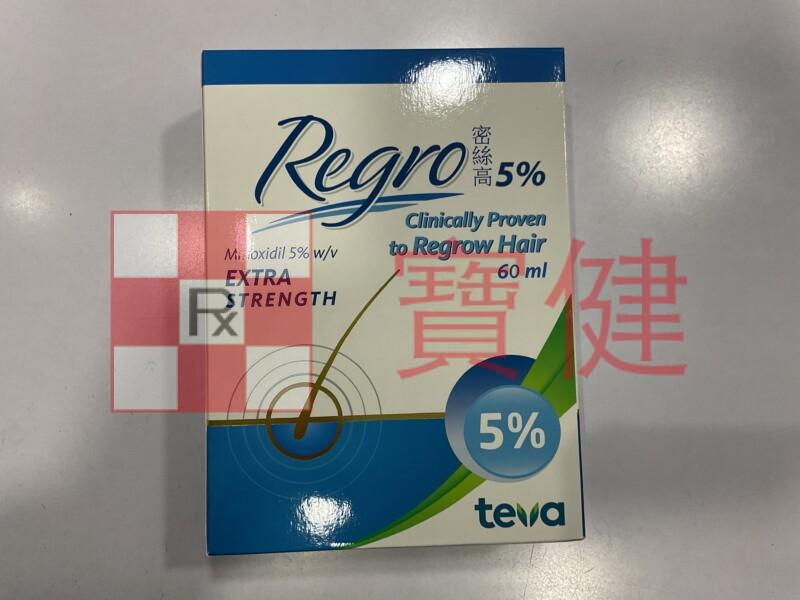 Regro
密絲高
5%
Clinically Proven
to Regrow Hair
60 ml
Minoxidil 5% w/v
EXTRA
STRENGTH
Rx
寶健
5%
teva